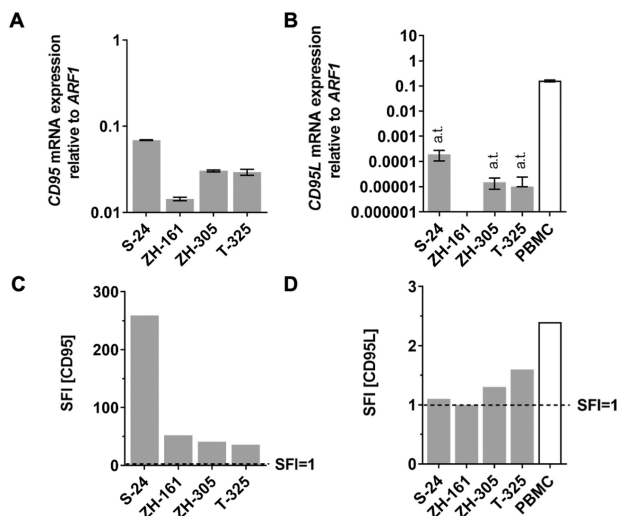 A
CD95 mRNA expression
relative to ARF1
1
0.1
0.01
S-24
ZH-161
ZH-305
T-325
B
CD95L mRNA expression
relative to ARF1
10
1
0.1
0.01
0.001
0.0001
0.00001
0.000001
a.t.
a.t.
a.t.
S-24
ZH-161
ZH-305
T-325
PBMC
C
SFI [CD95]
300
250
100
50
0
SFI=1
S-24
ZH-161
ZH-305
T-325
D
SFI [CD95L]
3
2
1
0
SFI=1
S-24
ZH-161
ZH-305
T-325
PBMC